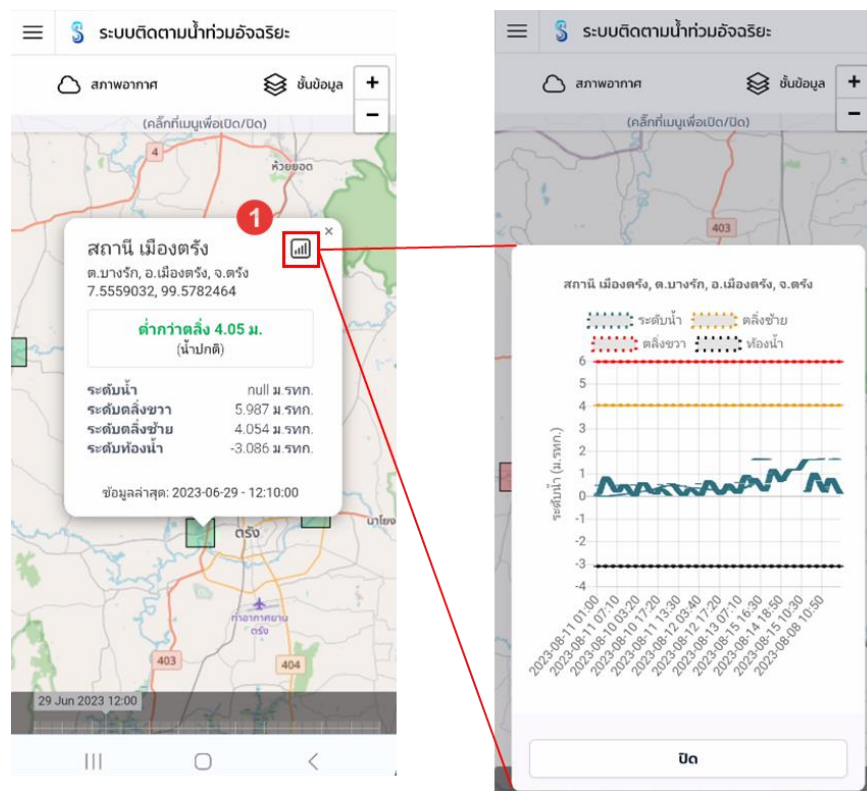 ระบบติดตามน้ำท่วมอัจฉริยะ
สภาพอากาศ
ชั้นข้อมูล
+
−
(คลิ๊กที่เมนูเพื่อเปิด/ปิด)
4
ห้วยยอด
1
×
สถานี เมืองตรัง
ต.บางรัก, อ.เมืองตรัง, จ.ตรัง
7.5559032, 99.5782464
ต่ำกว่าตลิ่ง 4.05 ม.
(น้ำปกติ)
ระดับน้ำ null ม.รทก.
ระดับตลิ่งขวา 5.987 ม.รทก.
ระดับตลิ่งซ้าย 4.054 ม.รทก.
ระดับท้องน้ำ -3.086 ม.รทก.
ข้อมูลล่าสุด: 2023-06-29 - 12:10:00
นาโยง
ตรัง
ท่าอากาศยาน
ตรัง
403
404
29 Jun 2023 12:00
ระบบติดตามน้ำท่วมอัจฉริยะ
สภาพอากาศ
ชั้นข้อมูล
+
−
(คลิ๊กที่เมนูเพื่อเปิด/ปิด)
403
สถานี เมืองตรัง, ต.บางรัก, อ.เมืองตรัง, จ.ตรัง
ระดับน้ำ ตลิ่งซ้าย
ตลิ่งขวา ท้องน้ำ
ระดับน้ำ (ม.รทก.)
6
5
4
3
2
1
0
-1
-2
-3
-4
2023-08-11 01:00
2023-08-11 07:10
2023-08-10 03:20
2023-08-10 17:20
2023-08-11 13:30
2023-08-12 03:40
2023-08-12 17:20
2023-08-13 07:10
2023-08-15 16:30
2023-08-14 18:50
2023-08-15 10:30
2023-08-08 10:50
ปิด